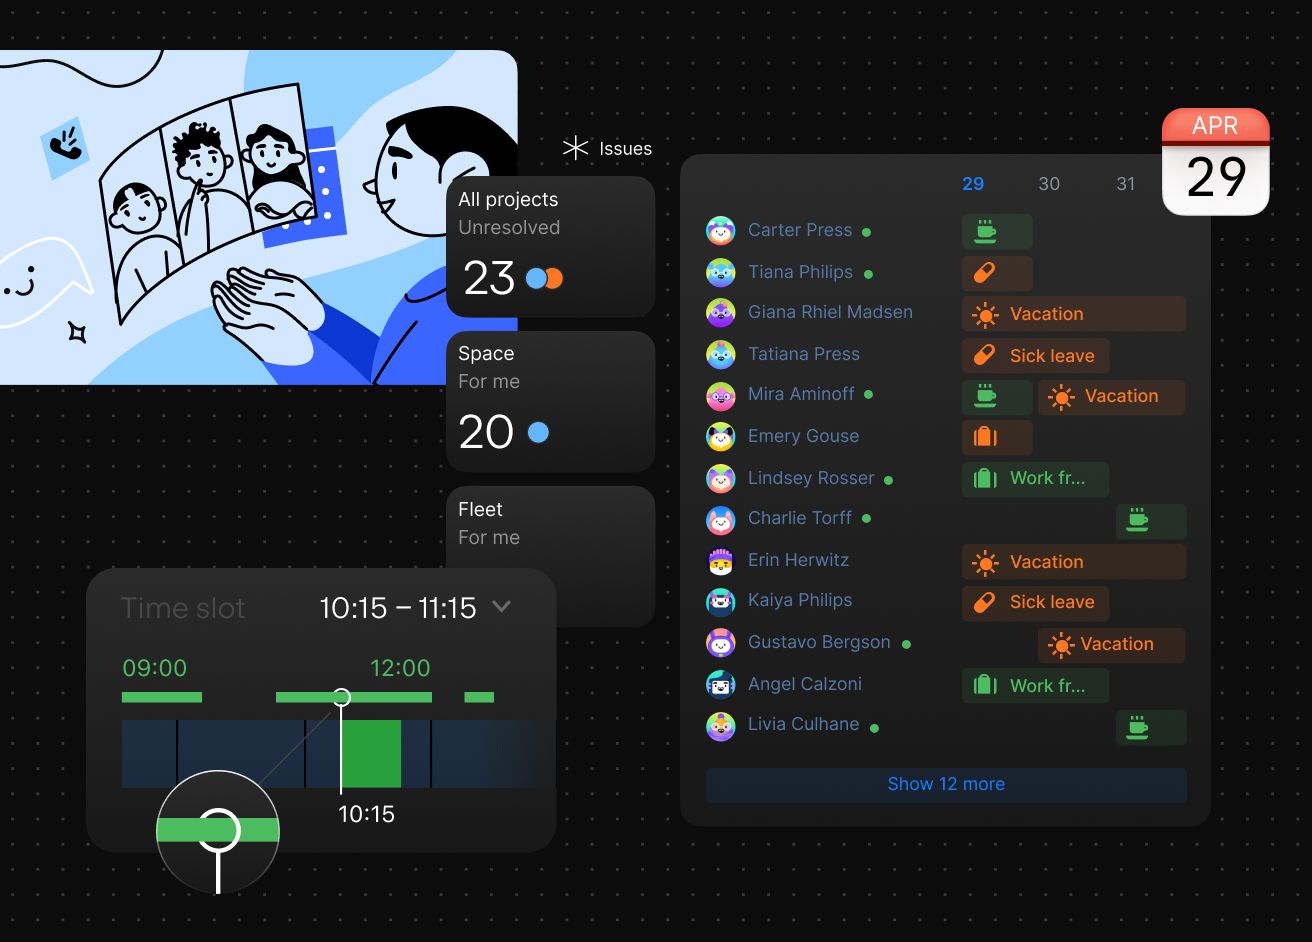 Issues
All projects
Unresolved
23
Space
For me
20
Fleet
For me
Time slot
10:15 – 11:15
09:00
12:00
10:15
APR
29
29
30
31
Carter Press
Tiana Philips
Giana Rhiel Madsen
Vacation
Tatiana Press
Sick leave
Mira Aminoff
Vacation
Emery Gouse
Lindsey Rosser
Work fr...
Charlie Torff
Erin Herwitz
Vacation
Kaiya Philips
Sick leave
Gustavo Bergson
Vacation
Angel Calzoni
Work fr...
Livia Culhane
Show 12 more